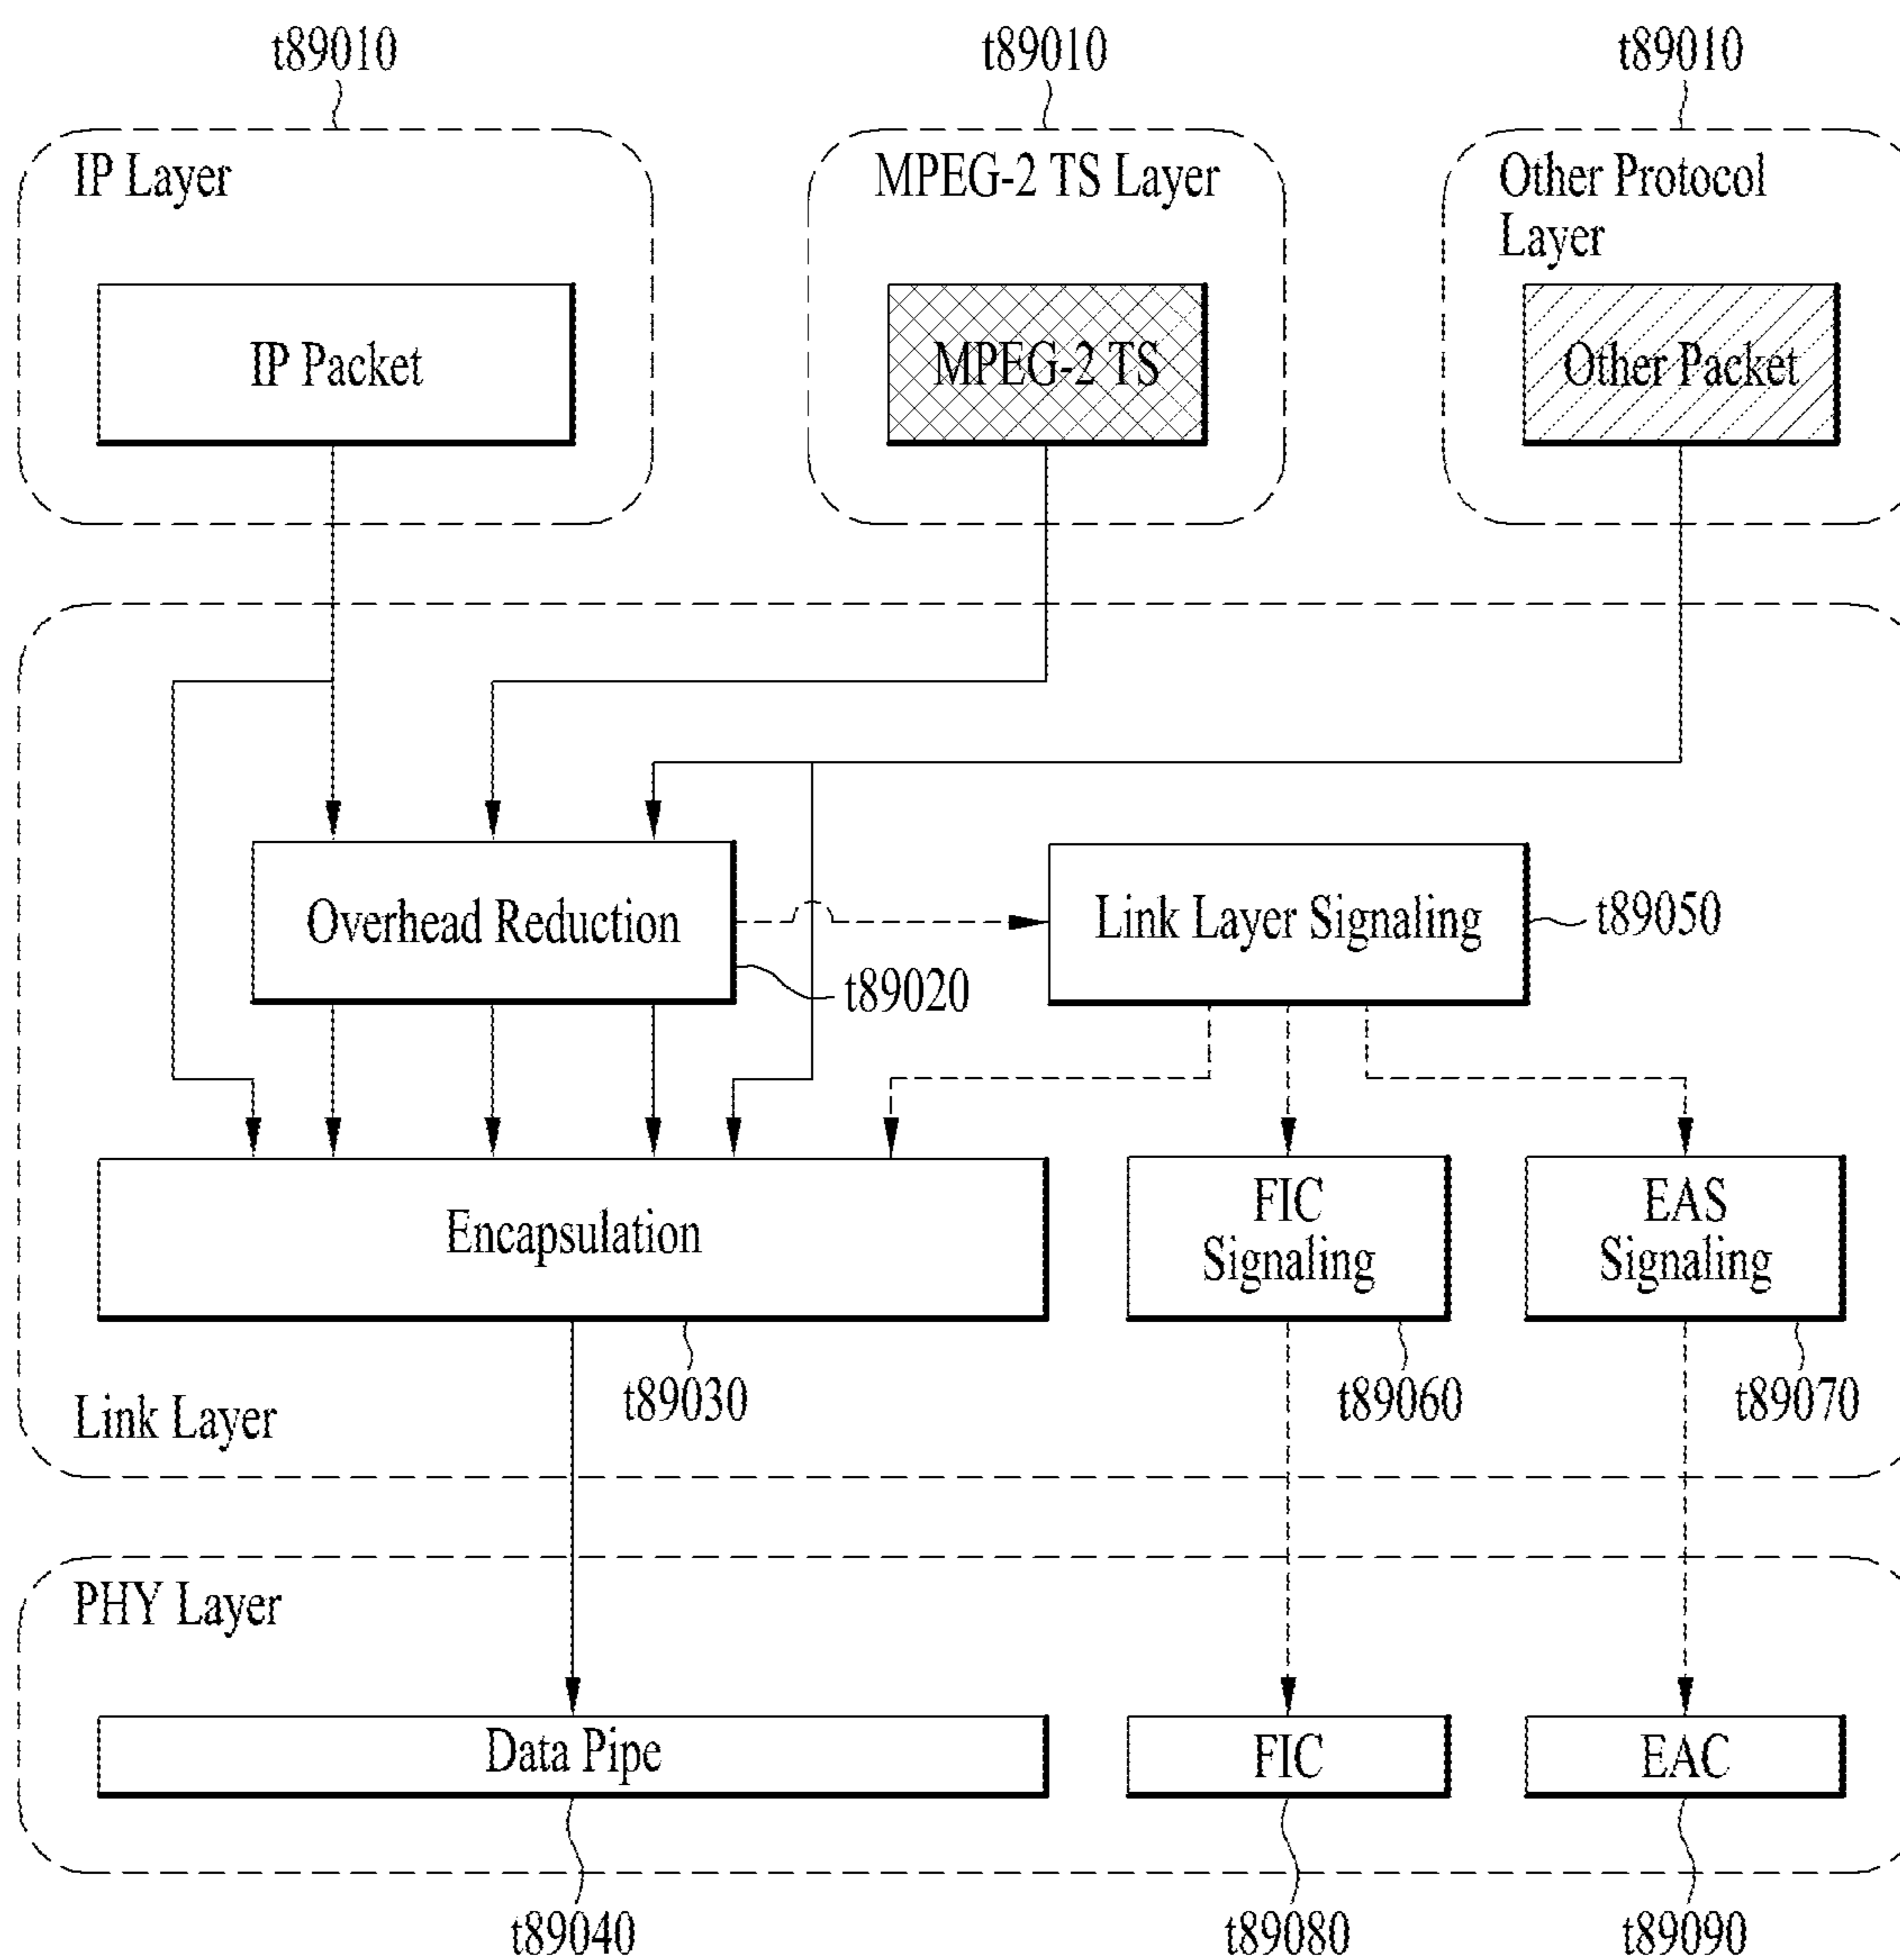 t89010
t89010
t89010
IP Layer
MPEG-2 TS Layer
Other Protocol
Layer
IP Packet
MPEG-2 TS
Other Packet
Overhead Reduction
Link Layer Signaling
t89050
t89020
Encapsulation
FIC
Signaling
EAS
Signaling
t89030
t89060
t89070
Link Layer
PHY Layer
Data Pipe
FIC
EAC
t89040
t89080
t89090